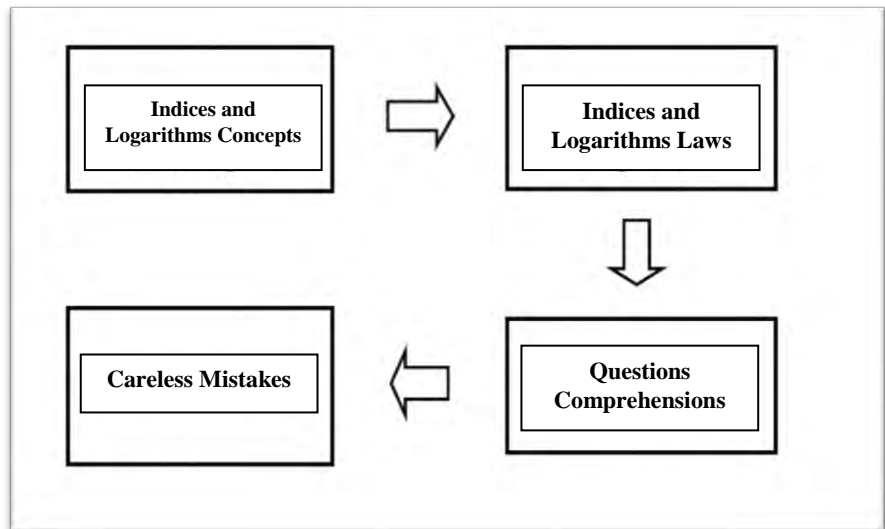 Indices and
Logarithms Concepts
Indices and
Logarithms Laws
Questions
Comprehensions
Careless Mistakes